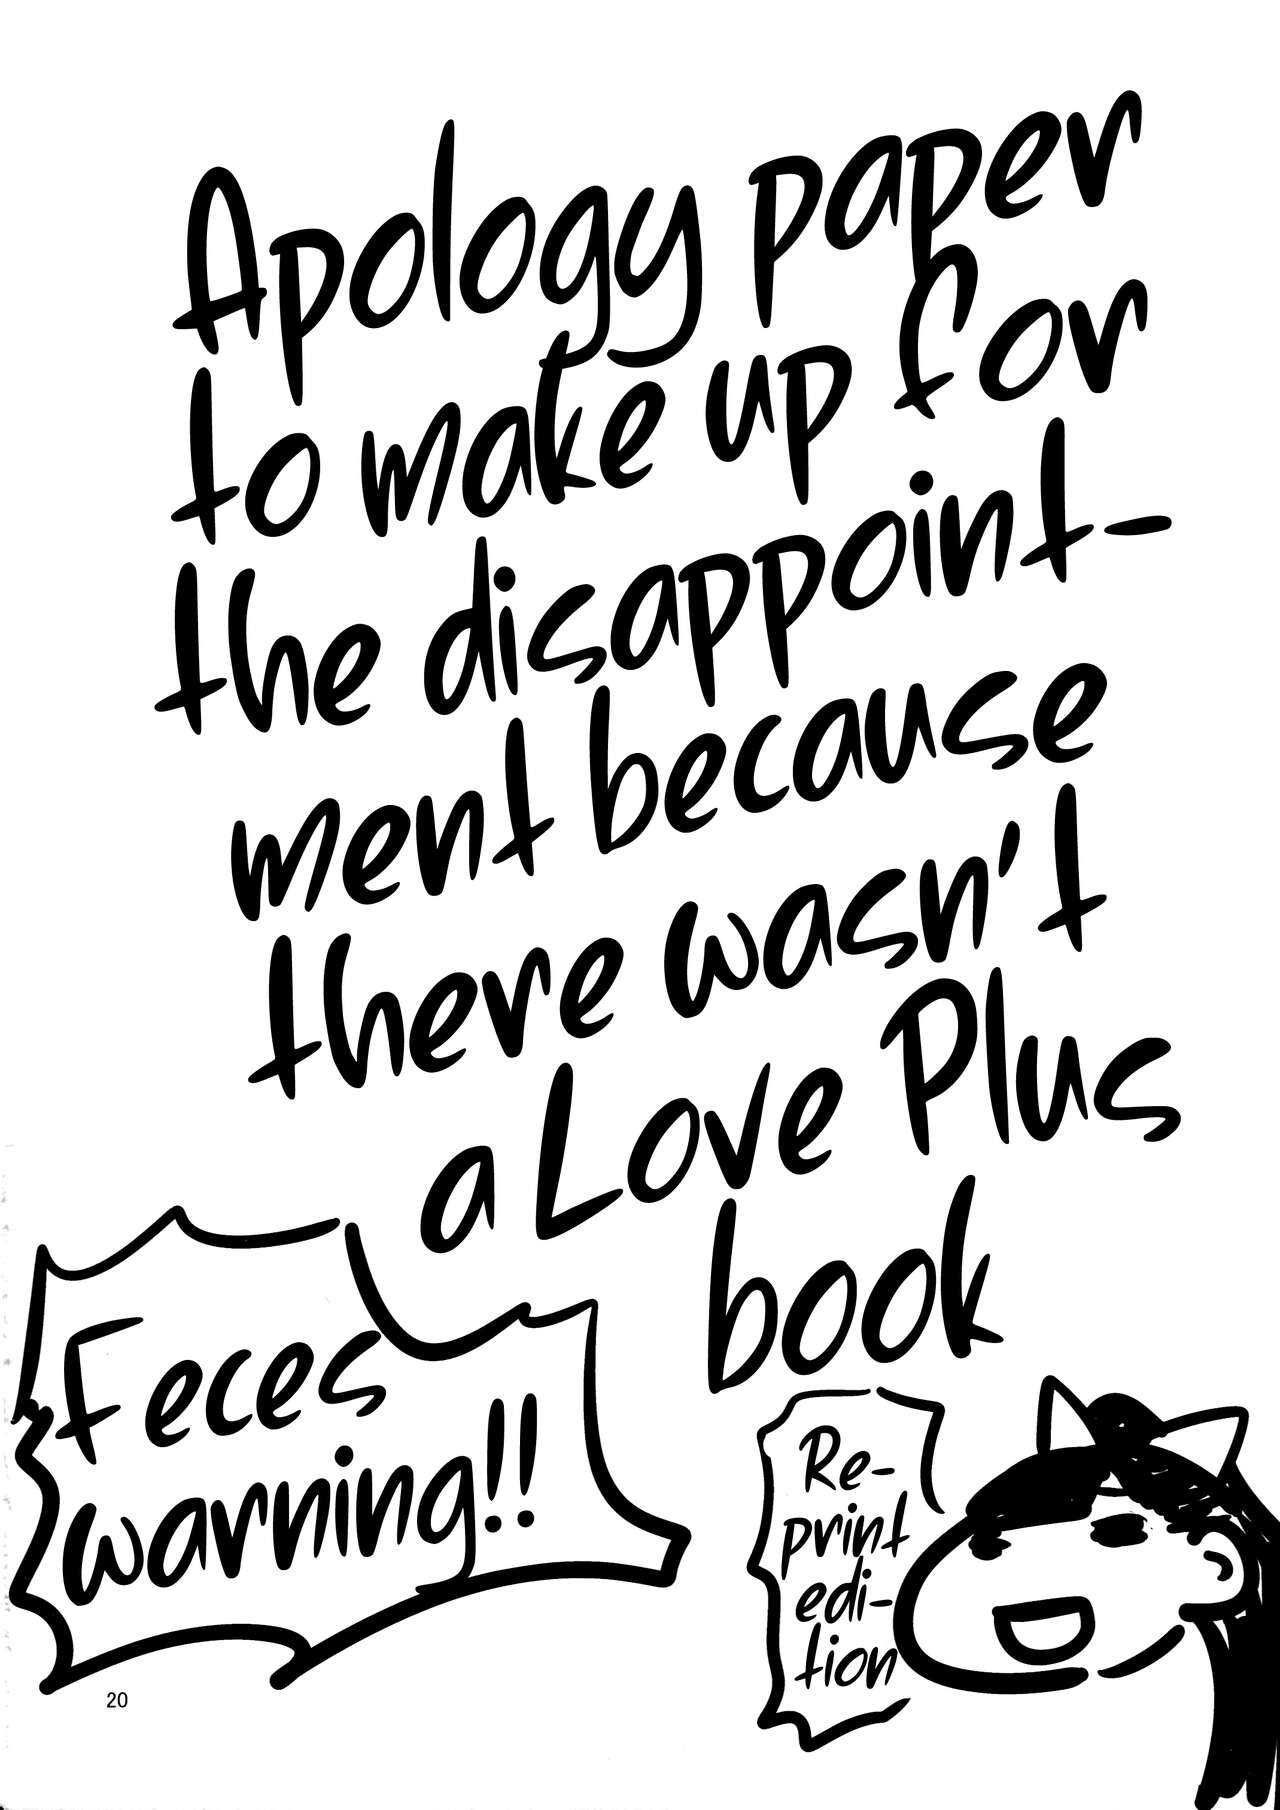 Apology paper
to make up for
the disappoint-
ment because
there wasn't
a Love Plus
book
Feces
warning!!
Re-
print
edi-
tion
20